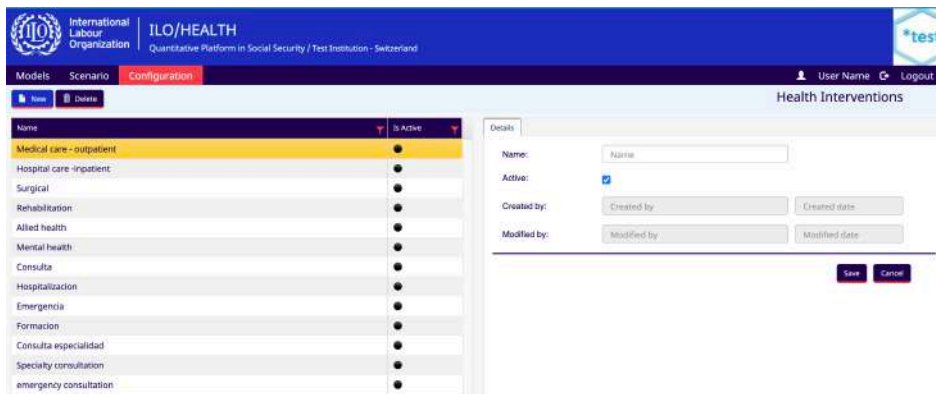 International
Labour
Organization
ILO/HEALTH
Quantitative Platform in Social Security / Test Institution - Switzerland
*test
Models Scenario Configuration User Name Logout
New Delete Health Interventions
Name Is Active Details
Medical care - outpatient
Hospital care -inpatient
Surgical
Rehabilitation
Allied health
Mental health
Consulta
Hospitalizacion
Emergencia
Formacion
Consulta especialidad
Specialty consultation
emergency consultation
Name: Name
Active:
Created by: Created by Created date
Modified by: Modified by Modified date
Save Cancel